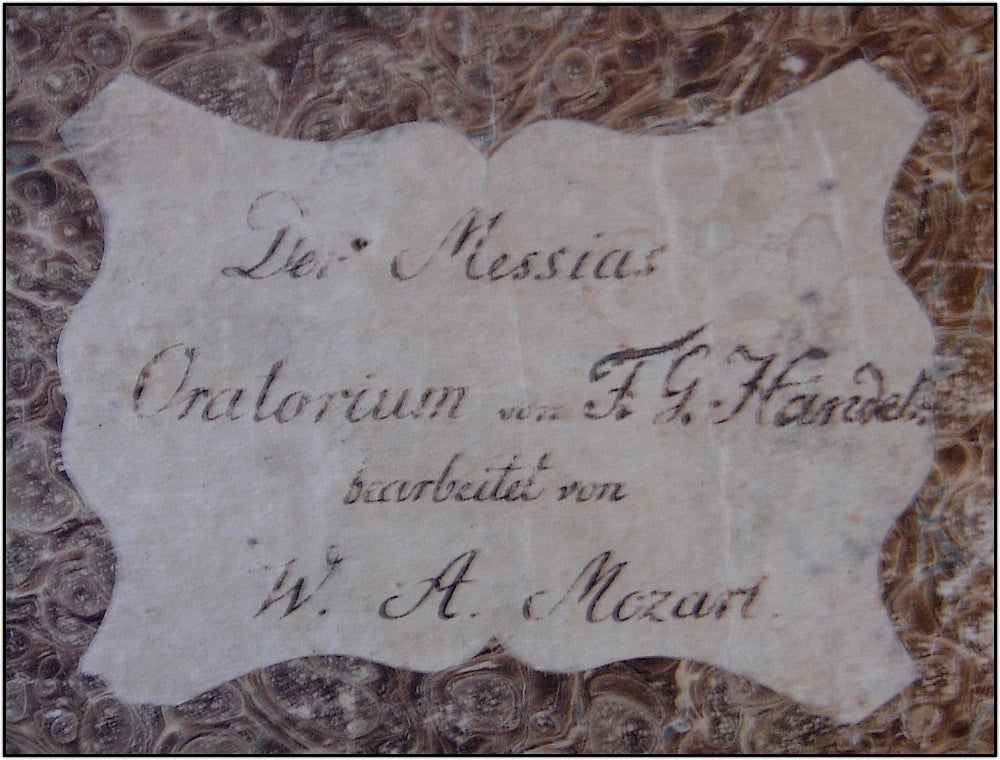 Der Messias
Oratorium von F. G. Händel.
bearbeitet von
W. A. Mozart.